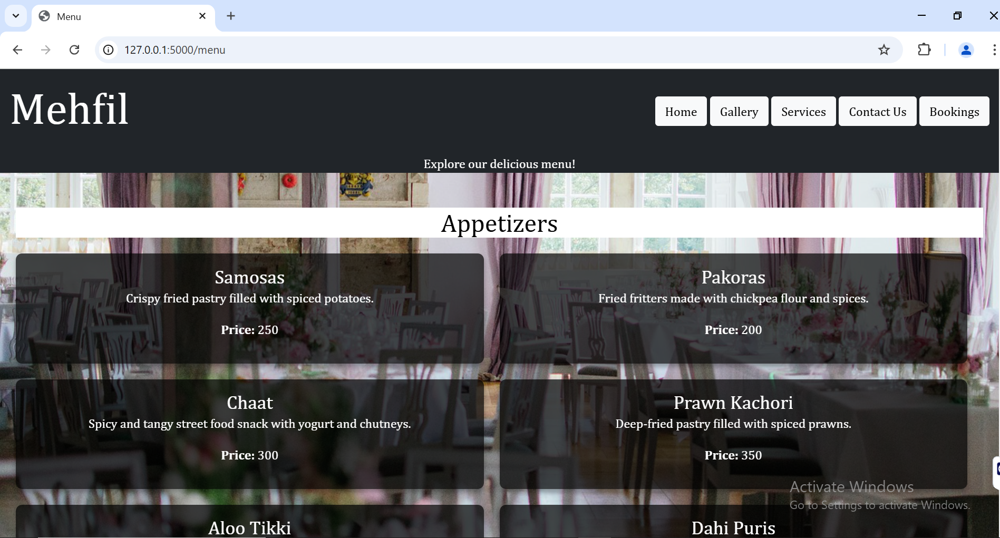 Menu
127.0.0.1:5000/menu
Mehfil
Home
Gallery
Services
Contact Us
Bookings
Explore our delicious menu!
Appetizers
Samosas
Crispy fried pastry filled with spiced potatoes.
Price: 250
Pakoras
Fried fritters made with chickpea flour and spices.
Price: 200
Chaat
Spicy and tangy street food snack with yogurt and chutneys.
Price: 300
Prawn Kachori
Deep-fried pastry filled with spiced prawns.
Price: 350
Aloo Tikki
Dahi Puris
Activate Windows
Go to Settings to activate Windows.